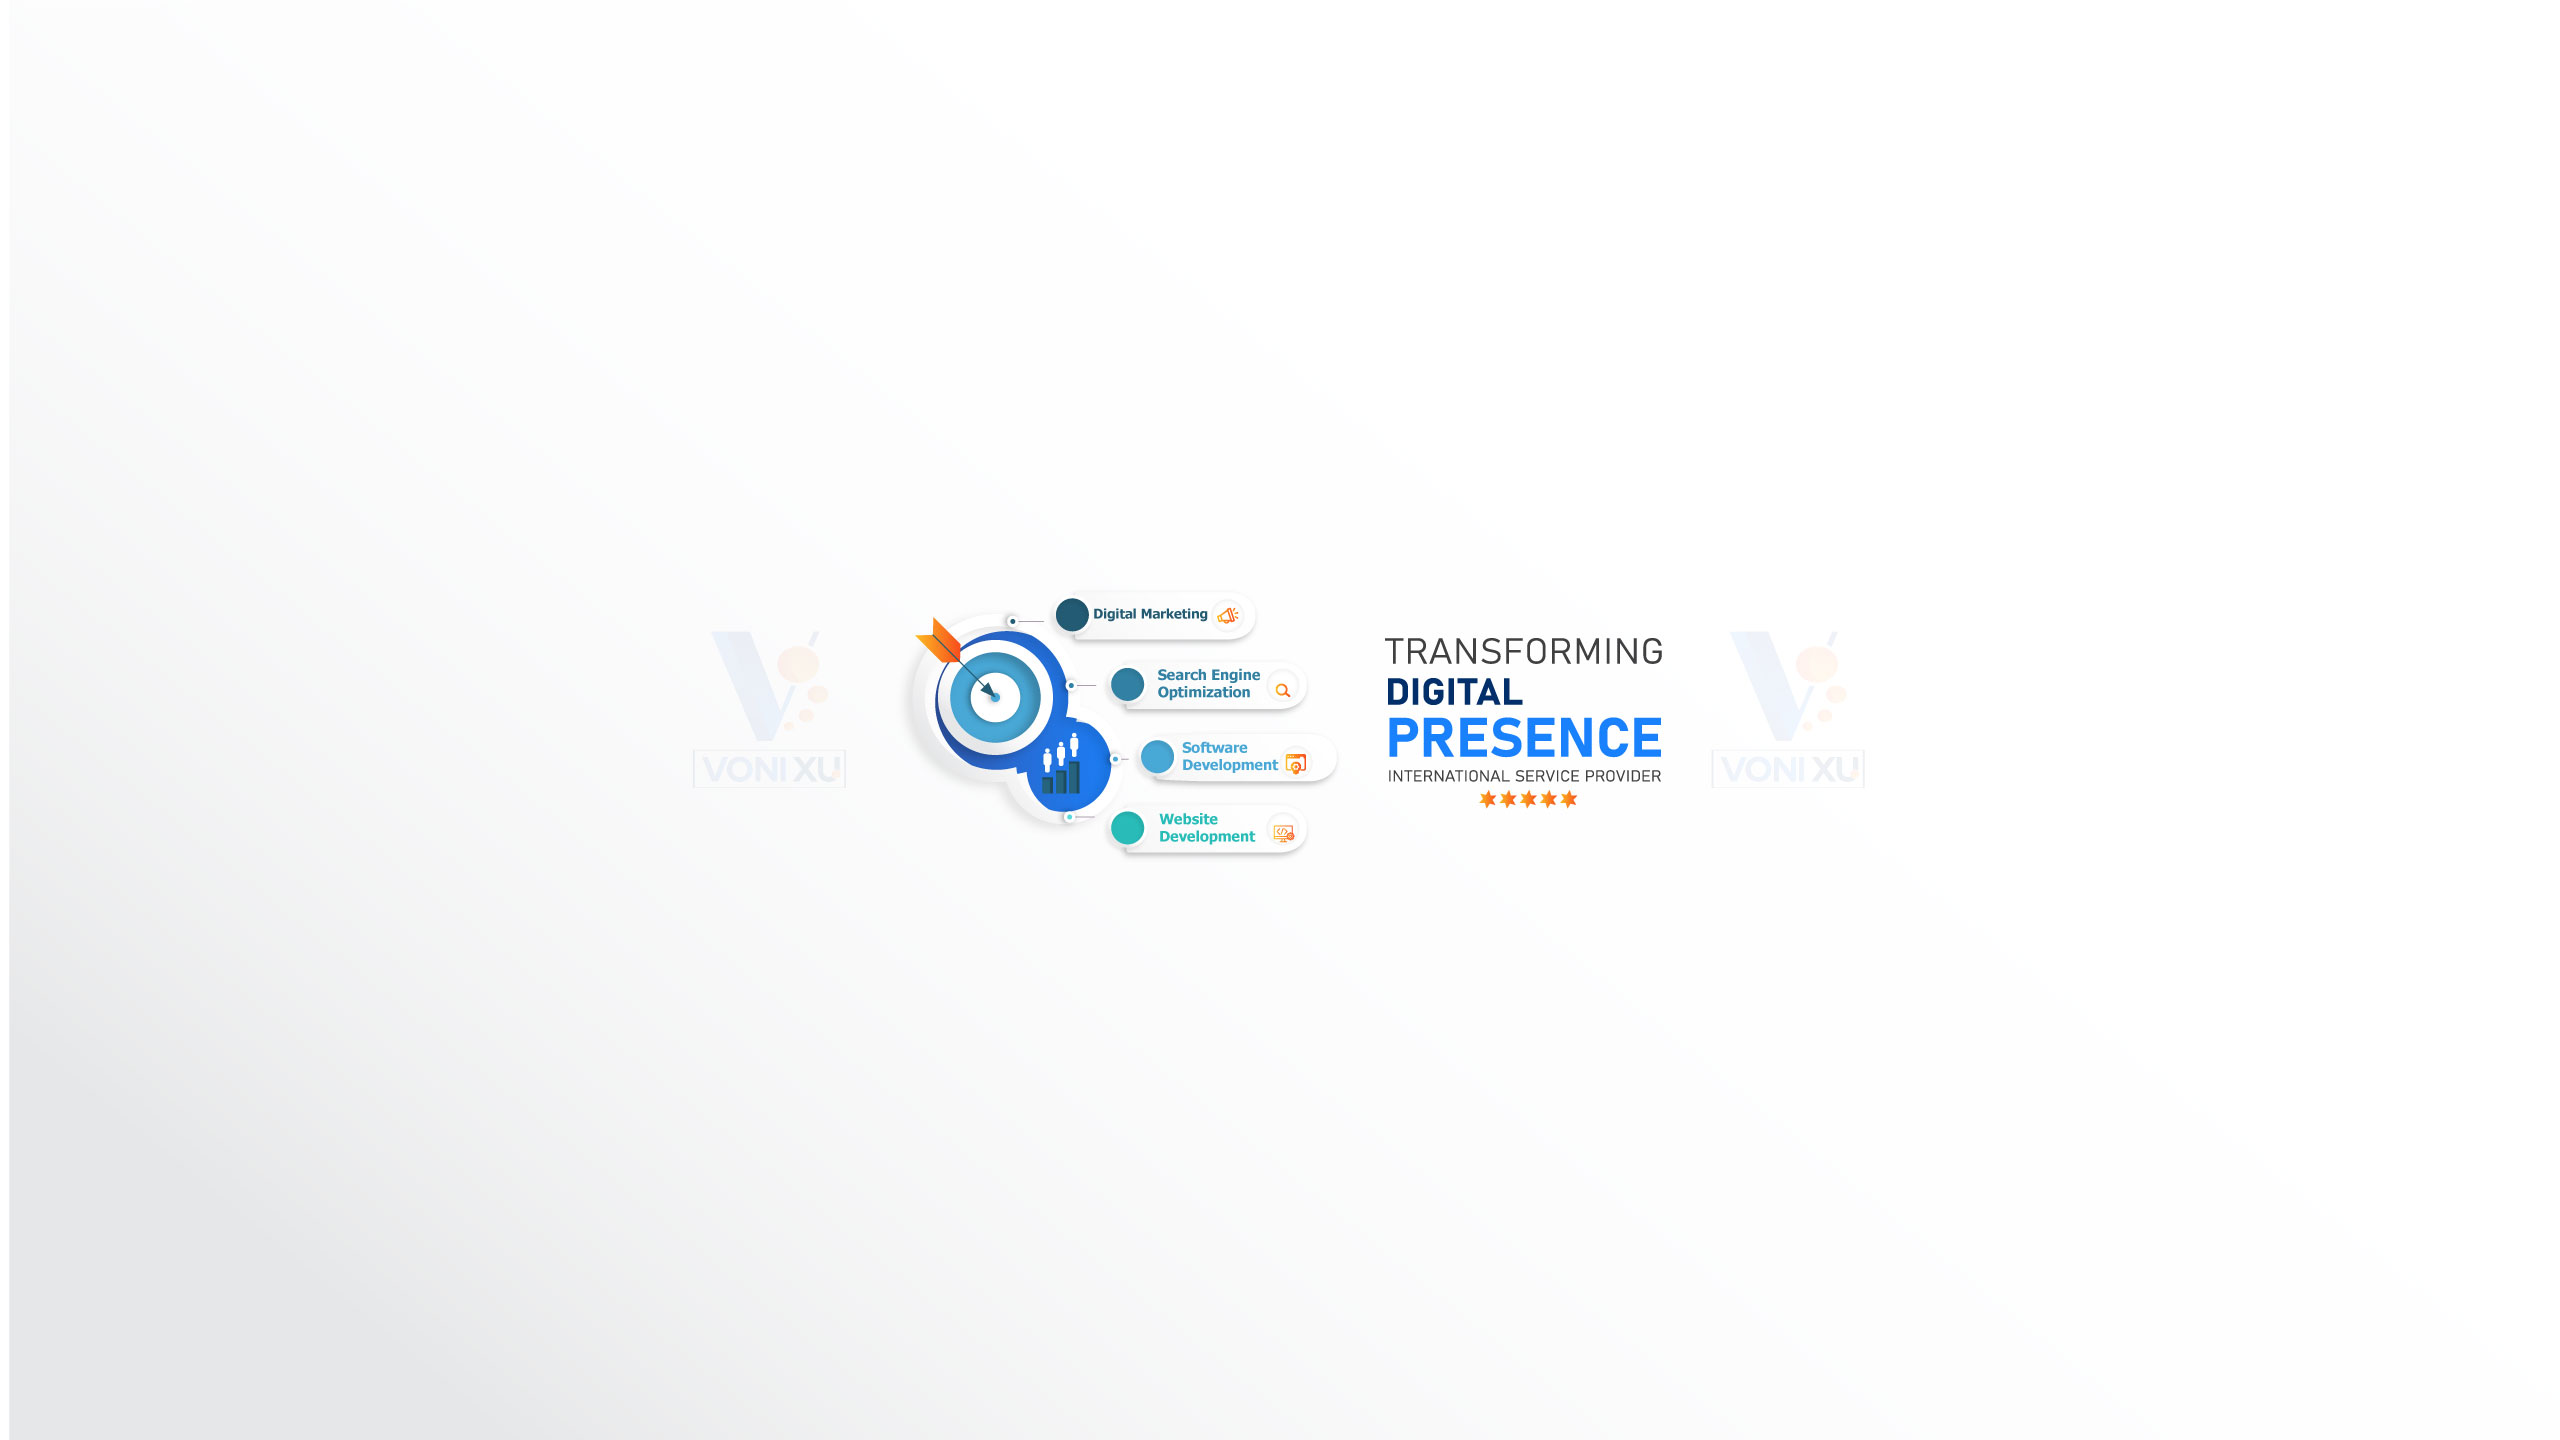 Digital Marketing
Search Engine
Optimization
Software
Development
Website
Development
TRANSFORMING
DIGITAL
PRESENCE
INTERNATIONAL SERVICE PROVIDER
VONI XU
VONI XU